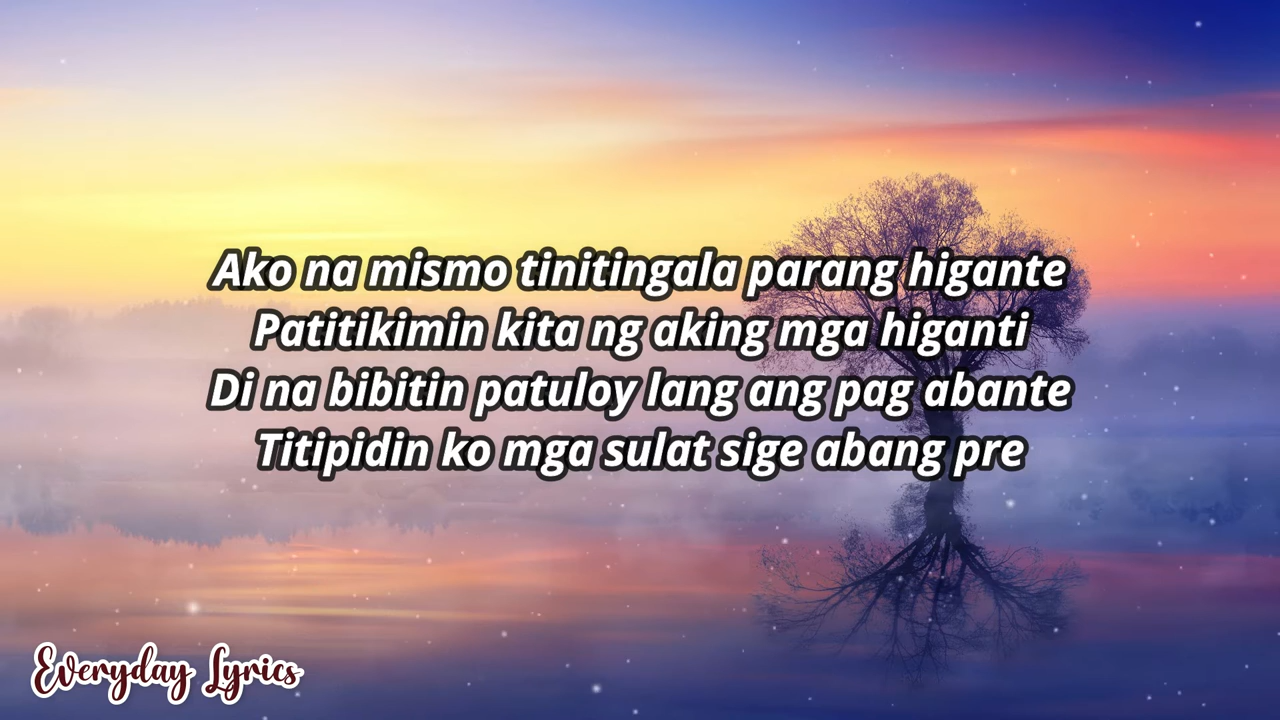 Ako na mismo tinitingala parang higante
Patitikimin kita ng aking mga higanti
Di na bibitin patuloy lang ang pag abante
Titipidin ko mga sulat sige abang pre
Everyday Lyrics